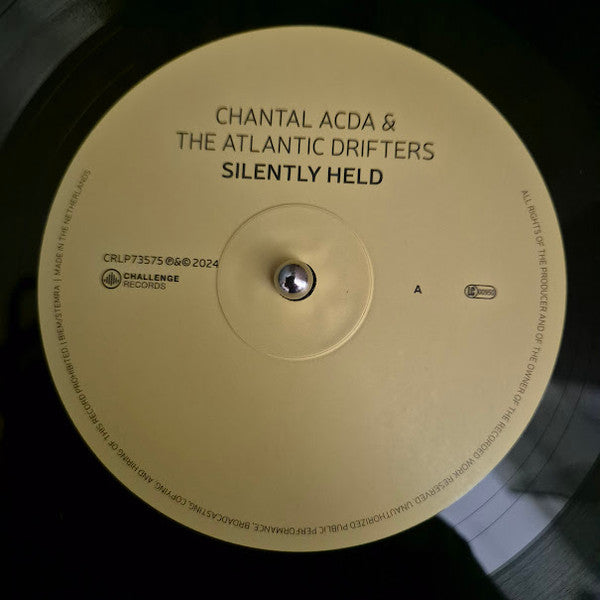 CHANTAL ACDA &
THE ATLANTIC DRIFTERS
SILENTLY HELD
CRLP73575 ℗&© 2024
CHALLENGE
RECORDS
A
LC 00950
ALL RIGHTS OF THE PRODUCER AND OF THE OWNER OF THE RECORDED WORK RESERVED. UNAUTHORIZED PUBLIC PERFORMANCE, BROADCASTING, COPYING, AND HIRING OF THIS RECORD PROHIBITED | BIEM/STEMRA | MADE IN THE NETHERLANDS